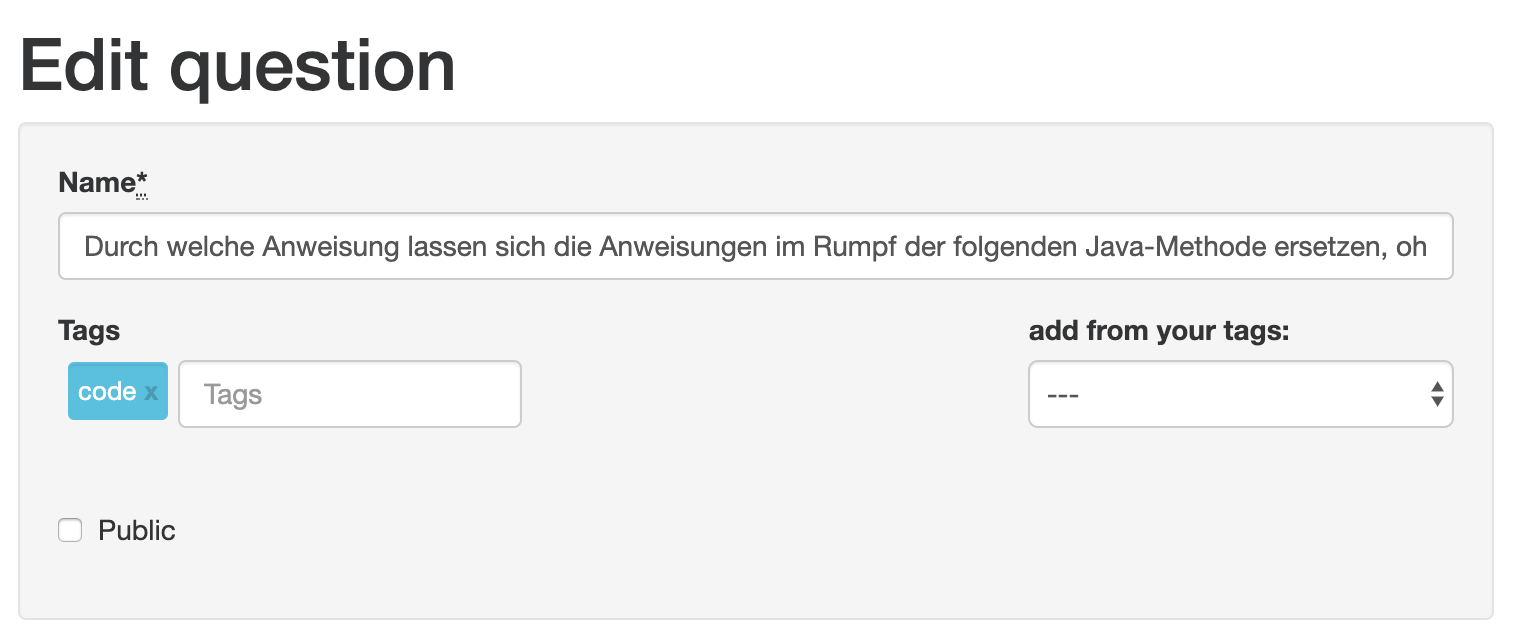 Edit question
Name*
Durch welche Anweisung lassen sich die Anweisungen im Rumpf der folgenden Java-Methode ersetzen, oh
Tags
add from your tags:
code x
Tags
---
Public